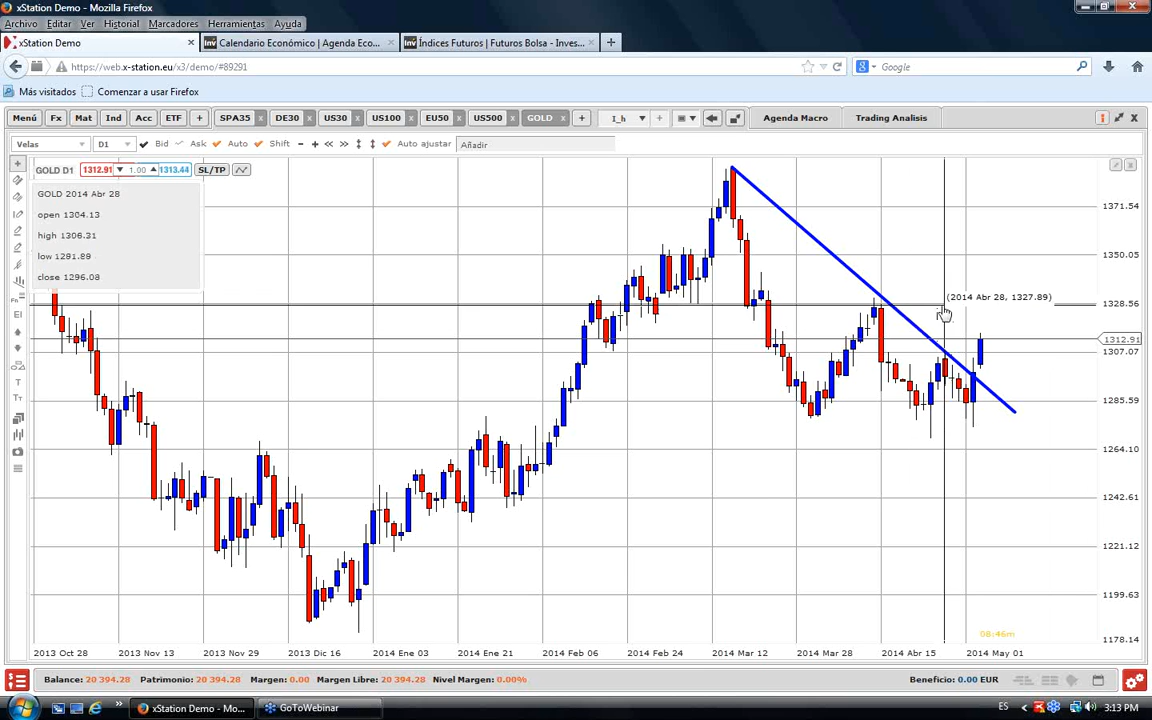 xStation Demo - Mozilla Firefox
Archivo Editar Ver Historial Marcadores Herramientas Ayuda
xStation Demo × Calendario Económico | Agenda Eco... × Índices Futuros | Futuros Bolsa - Inves... × +
https://web.x-station.eu/x3/demo/#89291 Google
Más visitados Comenzar a usar Firefox
Menú Fx Mat Ind Acc ETF + SPA35 x DE30 x US30 x US100 x EU50 x US500 x GOLD x + I_h Agenda Macro Trading Analysis
Velas D1 Bid Ask Auto Shift - + << >> Auto ajustar Añadir
GOLD D1 1312.91 1.00 1313.44 SL/TP
GOLD 2014 Abr 28
open 1304.13
high 1306.31
low 1291.89
close 1296.08
1371.54
1350.05
(2014 Abr 28, 1327.89)
1328.56
1312.91
1307.07
1285.59
1264.10
1242.61
1221.12
1199.63
08:46m
1178.14
2013 Oct 28 2013 Nov 13 2013 Nov 29 2013 Dic 16 2014 Ene 03 2014 Ene 21 2014 Feb 06 2014 Feb 24 2014 Mar 12 2014 Mar 28 2014 Abr 15 2014 May 01
Balance: 20 394.28 Patrimonio: 20 394.28 Margen: 0.00 Margen Libre: 20 394.28 Nivel Margen: 0.00% Beneficio: 0.00 EUR
xStation Demo - Mo... GoToWebinar ES 3:13 PM